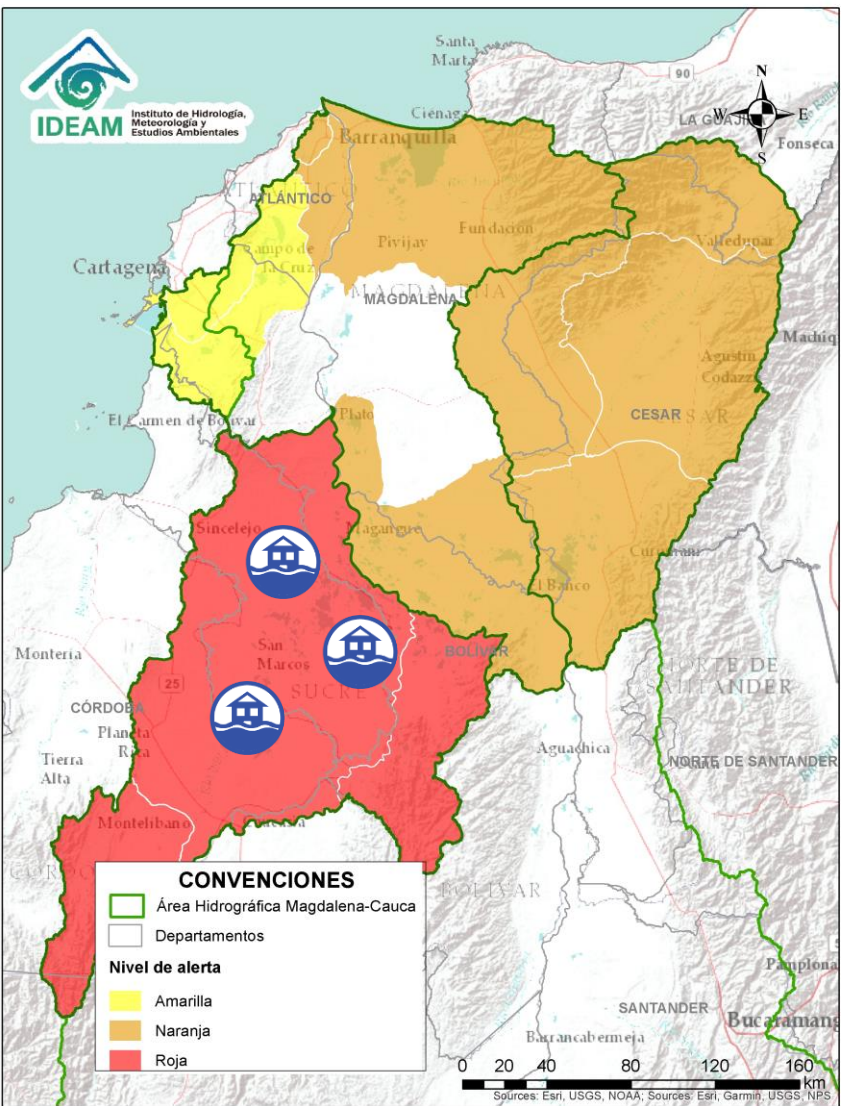 Santa
Marta
90
N
W
E
S
Ciénaga
LA GUAJIRA
Fonseca
IDEAM
Instituto de Hidrología,
Meteorología y
Estudios Ambientales
Barranquilla
ATLÁNTICO
Campo de
la Cruz
Pivijay
Fundación
Valledupar
Cartagena
MAGDALENA
MAGDALENA
Agustín
Codazzi
El Carmen de Bolívar
Plato
CESAR
Sincelejo
Magangué
El Banco
San
Marcos
BOLÍVAR
SUCRE
Montería
25
CÓRDOBA
Planeta
Rica
Tierra
Alta
NORTE DE
SANTANDER
Aguachica
NORTE DE SANTANDER
Montelíbano
BOLÍVAR
CONVENCIONES
Área Hidrográfica Magdalena-Cauca
Departamentos
Nivel de alerta
Amarilla
Naranja
Roja
Pamplona
SANTANDER
Bucaramang
Barrancabermeja
0 20 40 80 120 160
km
Sources: Esri, USGS, NOAA; Sources: Esri, Garmin, USGS, NPS